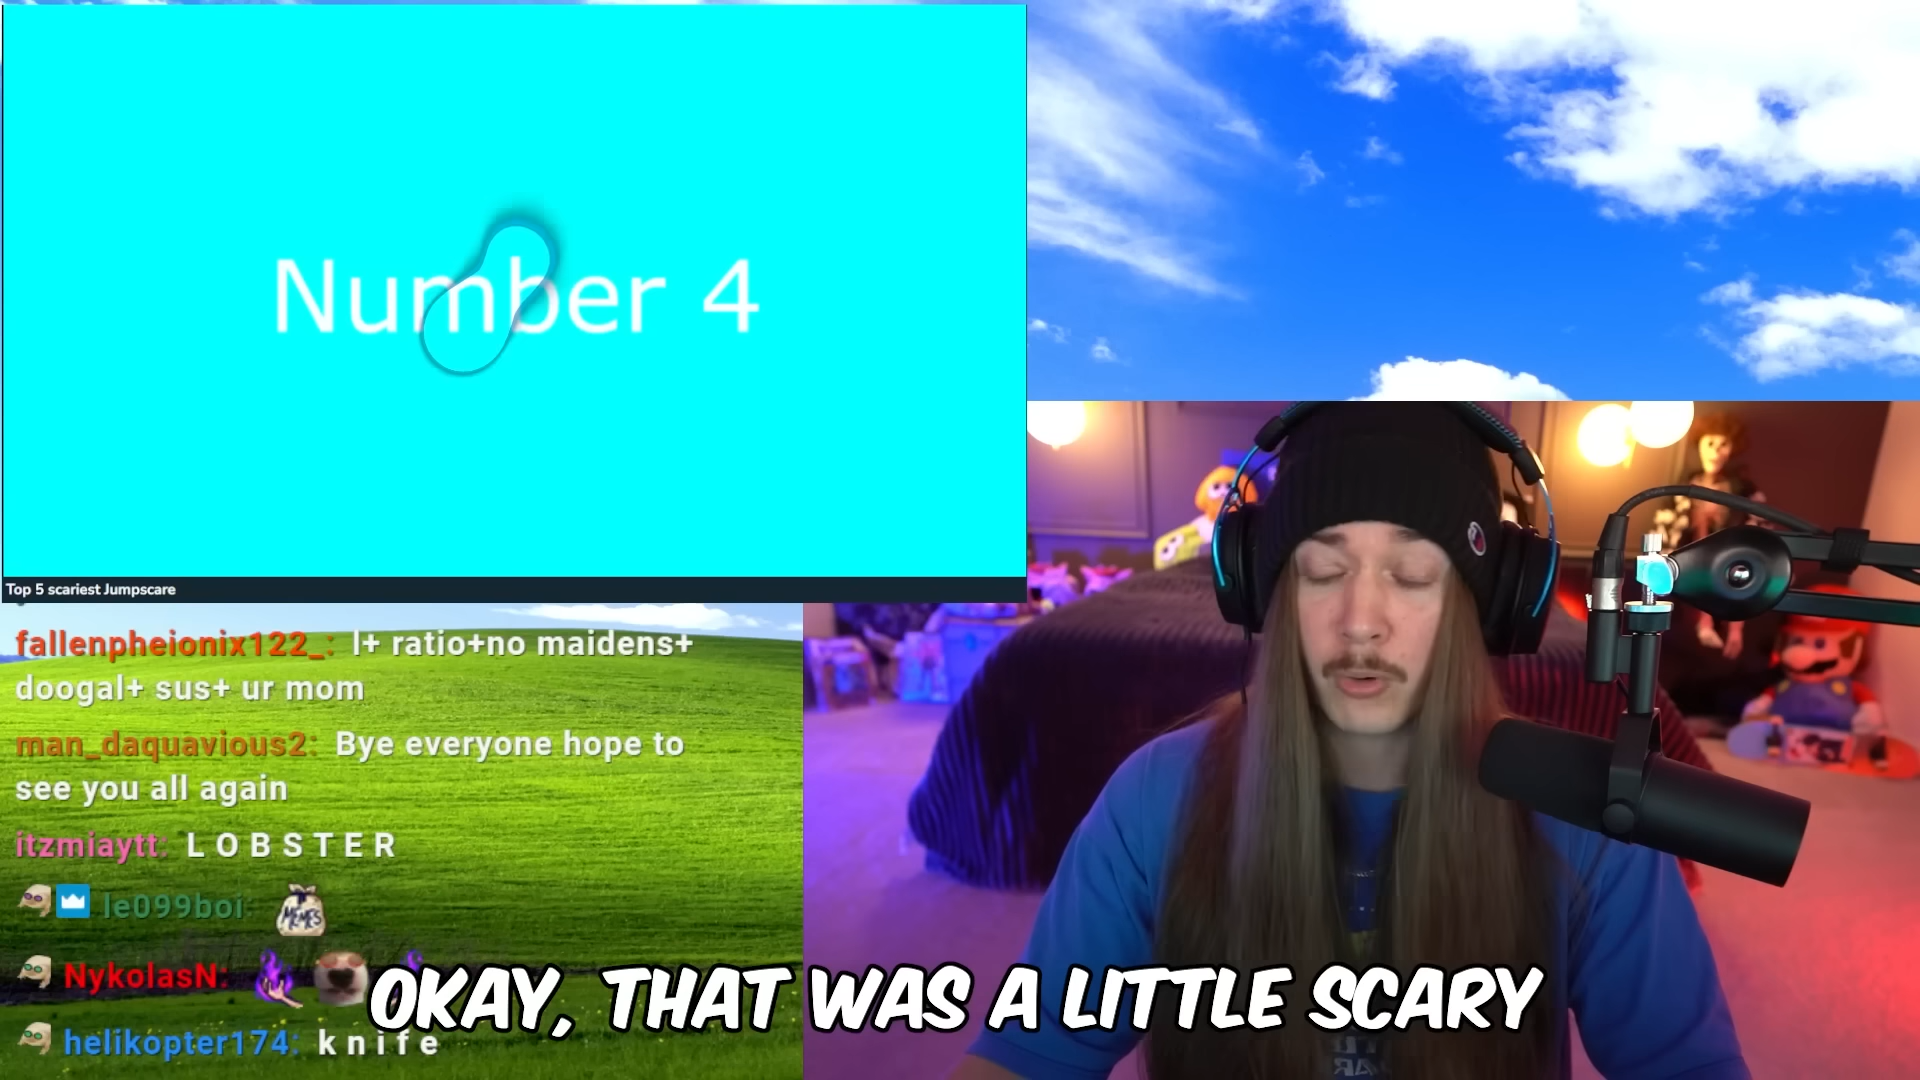 Number 4
Top 5 scariest Jumpscare
fallenpheionix122_: l+ ratio+no maidens+
doogal+ sus+ ur mom
man_daquavious2: Bye everyone hope to
see you all again
itzmiaytt: L O B S T E R
le099boi:
MEMES
NykolasN:
OKAY, THAT WAS A LITTLE SCARY
helikopter174: k n i f e